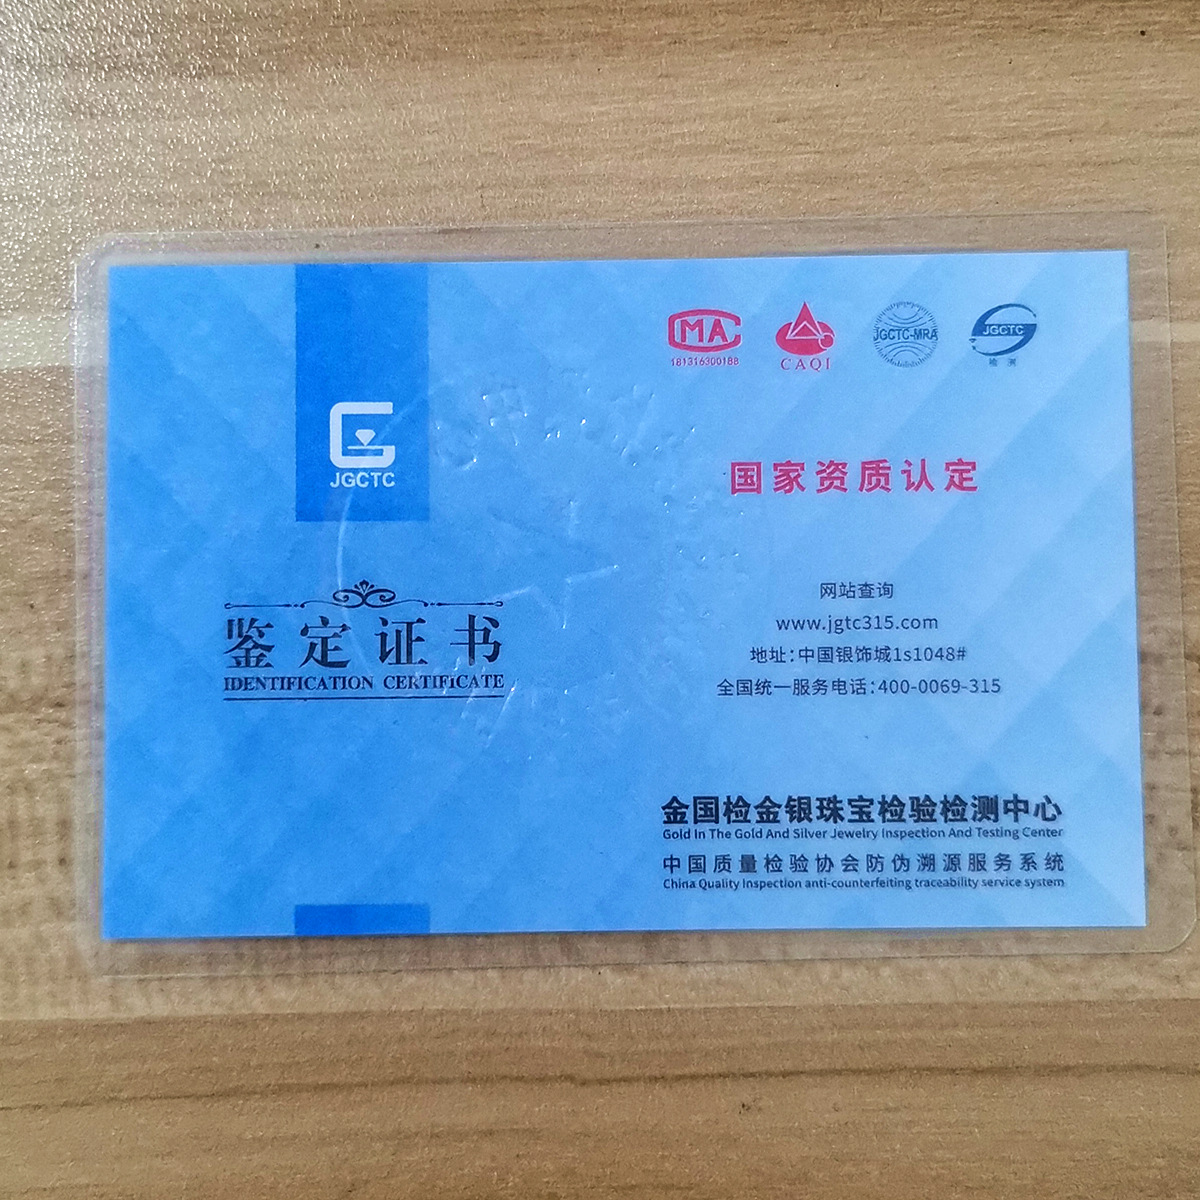 JGCTC
鉴定证书
IDENTIFICATION CERTIFICATE
MA
181316300188
CAQI
JGCTC-MRA
JGCTC
检测
国家资质认定
网站查询
www.jgtc315.com
地址:中国银饰城1s1048#
全国统一服务电话:400-0069-315
金国检金银珠宝检验检测中心
Gold In The Gold And Silver Jewelry Inspection And Testing Center
中国质量检验协会防伪溯源服务系统
China Quality Inspection anti-counterfeiting traceability service system